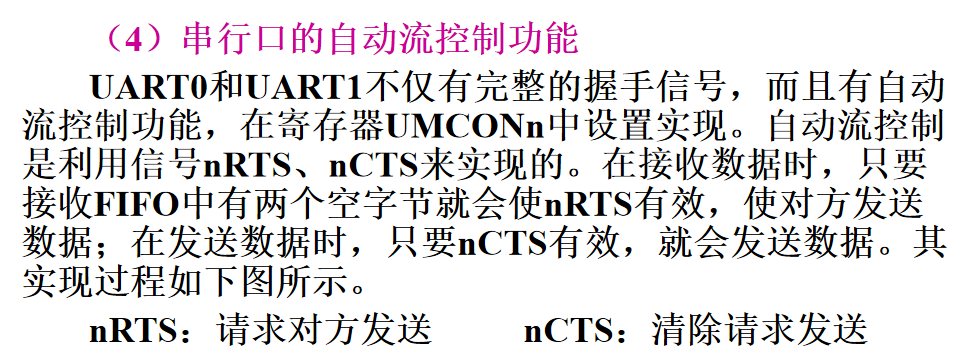 （4）串行口的自动流控制功能
UART0和UART1不仅有完整的握手信号，而且有自动
流控制功能，在寄存器UMCONn中设置实现。自动流控制
是利用信号nRTS、nCTS来实现的。在接收数据时，只要
接收FIFO中有两个空字节就会使nRTS有效，使对方发送
数据；在发送数据时，只要nCTS有效，就会发送数据。其
实现过程如下图所示。
nRTS：请求对方发送 nCTS：清除请求发送